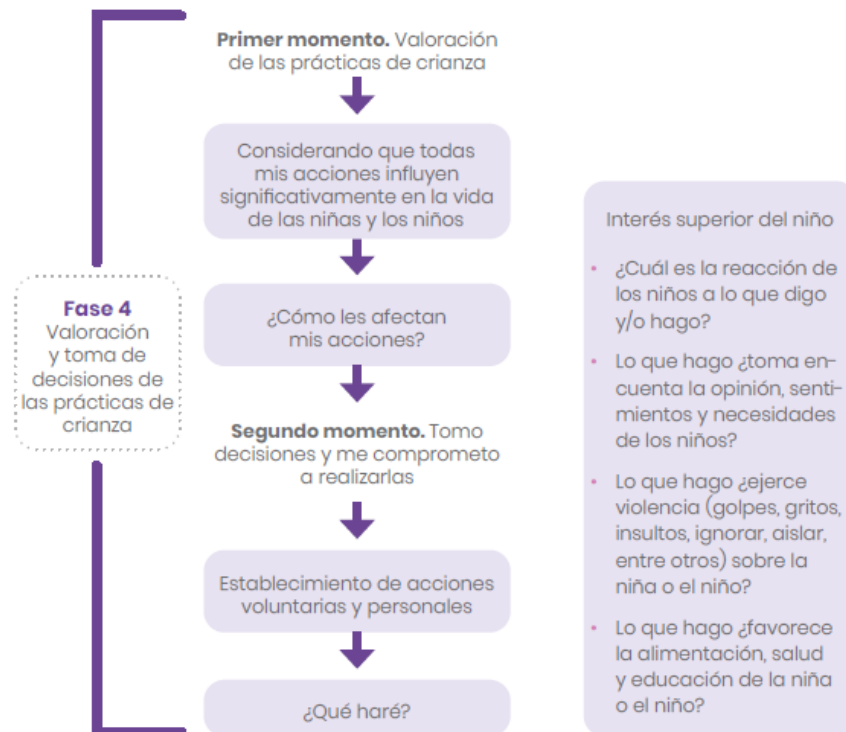 Primer momento. Valoración
de las prácticas de crianza
Considerando que todas
mis acciones influyen
significativamente en la vida
de las niñas y los niños
¿Cómo les afectan
mis acciones?
Fase 4
Valoración
y toma de
decisiones de
las prácticas de
crianza
Segundo momento. Tomo
decisiones y me comprometo
a realizarlas
Establecimiento de acciones
voluntarias y personales
¿Qué haré?
Interés superior del niño
• ¿Cuál es la reacción de
los niños a lo que digo
y/o hago?
• Lo que hago ¿toma en-
cuenta la opinión, senti-
mientos y necesidades
de los niños?
• Lo que hago ¿ejerce
violencia (golpes, gritos,
insultos, ignorar, aislar,
entre otros) sobre la
niña o el niño?
• Lo que hago ¿favorece
la alimentación, salud
y educación de la niña
o el niño?